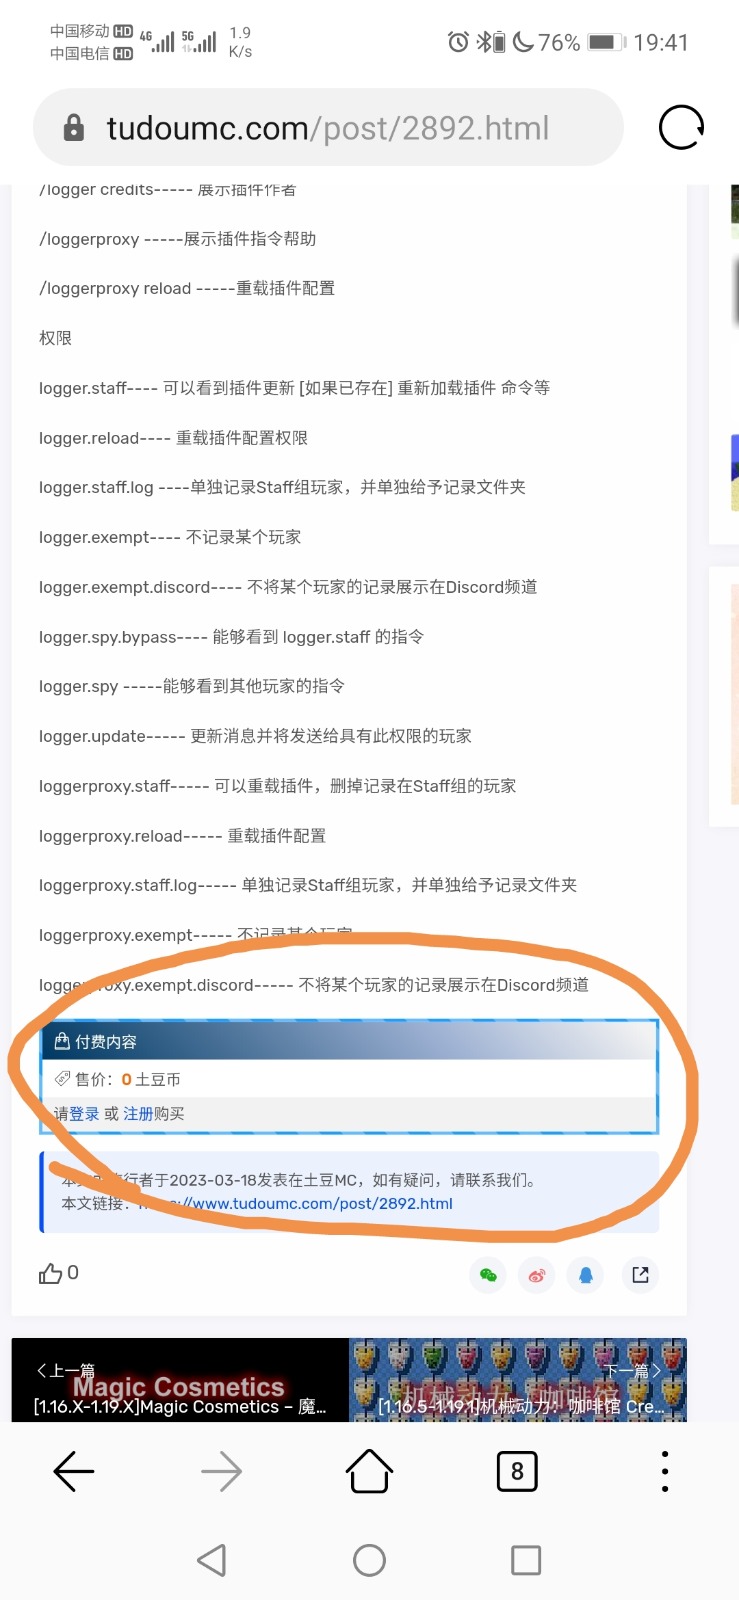 中国移动 HD 4G 5G 1.9 76% 19:41
中国电信 HD K/s
tudoumc.com/post/2892.html
/logger credits----- 展示插件作者
/loggerproxy -----展示插件指令帮助
/loggerproxy reload -----重载插件配置
权限
logger.staff---- 可以看到插件更新 [如果已存在] 重新加载插件 命令等
logger.reload---- 重载插件配置权限
logger.staff.log ----单独记录Staff组玩家，并单独给予记录文件夹
logger.exempt---- 不记录某个玩家
logger.exempt.discord---- 不将某个玩家的记录展示在Discord频道
logger.spy.bypass---- 能够看到 logger.staff 的指令
logger.spy -----能够看到其他玩家的指令
logger.update----- 更新消息并将发送给具有此权限的玩家
loggerproxy.staff----- 可以重载插件，删掉记录在Staff组的玩家
loggerproxy.reload----- 重载插件配置
loggerproxy.staff.log----- 单独记录Staff组玩家，并单独给予记录文件夹
loggerproxy.exempt----- 不记录某个玩家
loggerproxy.exempt.discord----- 不将某个玩家的记录展示在Discord频道
付费内容
售价：0 土豆币
请登录 或 注册购买
行者于2023-03-18发表在土豆MC，如有疑问，请联系我们。
本文链接：https://www.tudoumc.com/post/2892.html
0
上一篇 下一篇
Magic Cosmetics 机械动力：咖啡馆
[1.16.X-1.19.X]Magic Cosmetics – 魔... [1.16.5-1.19.1]机械动力：咖啡馆 Cre...
8